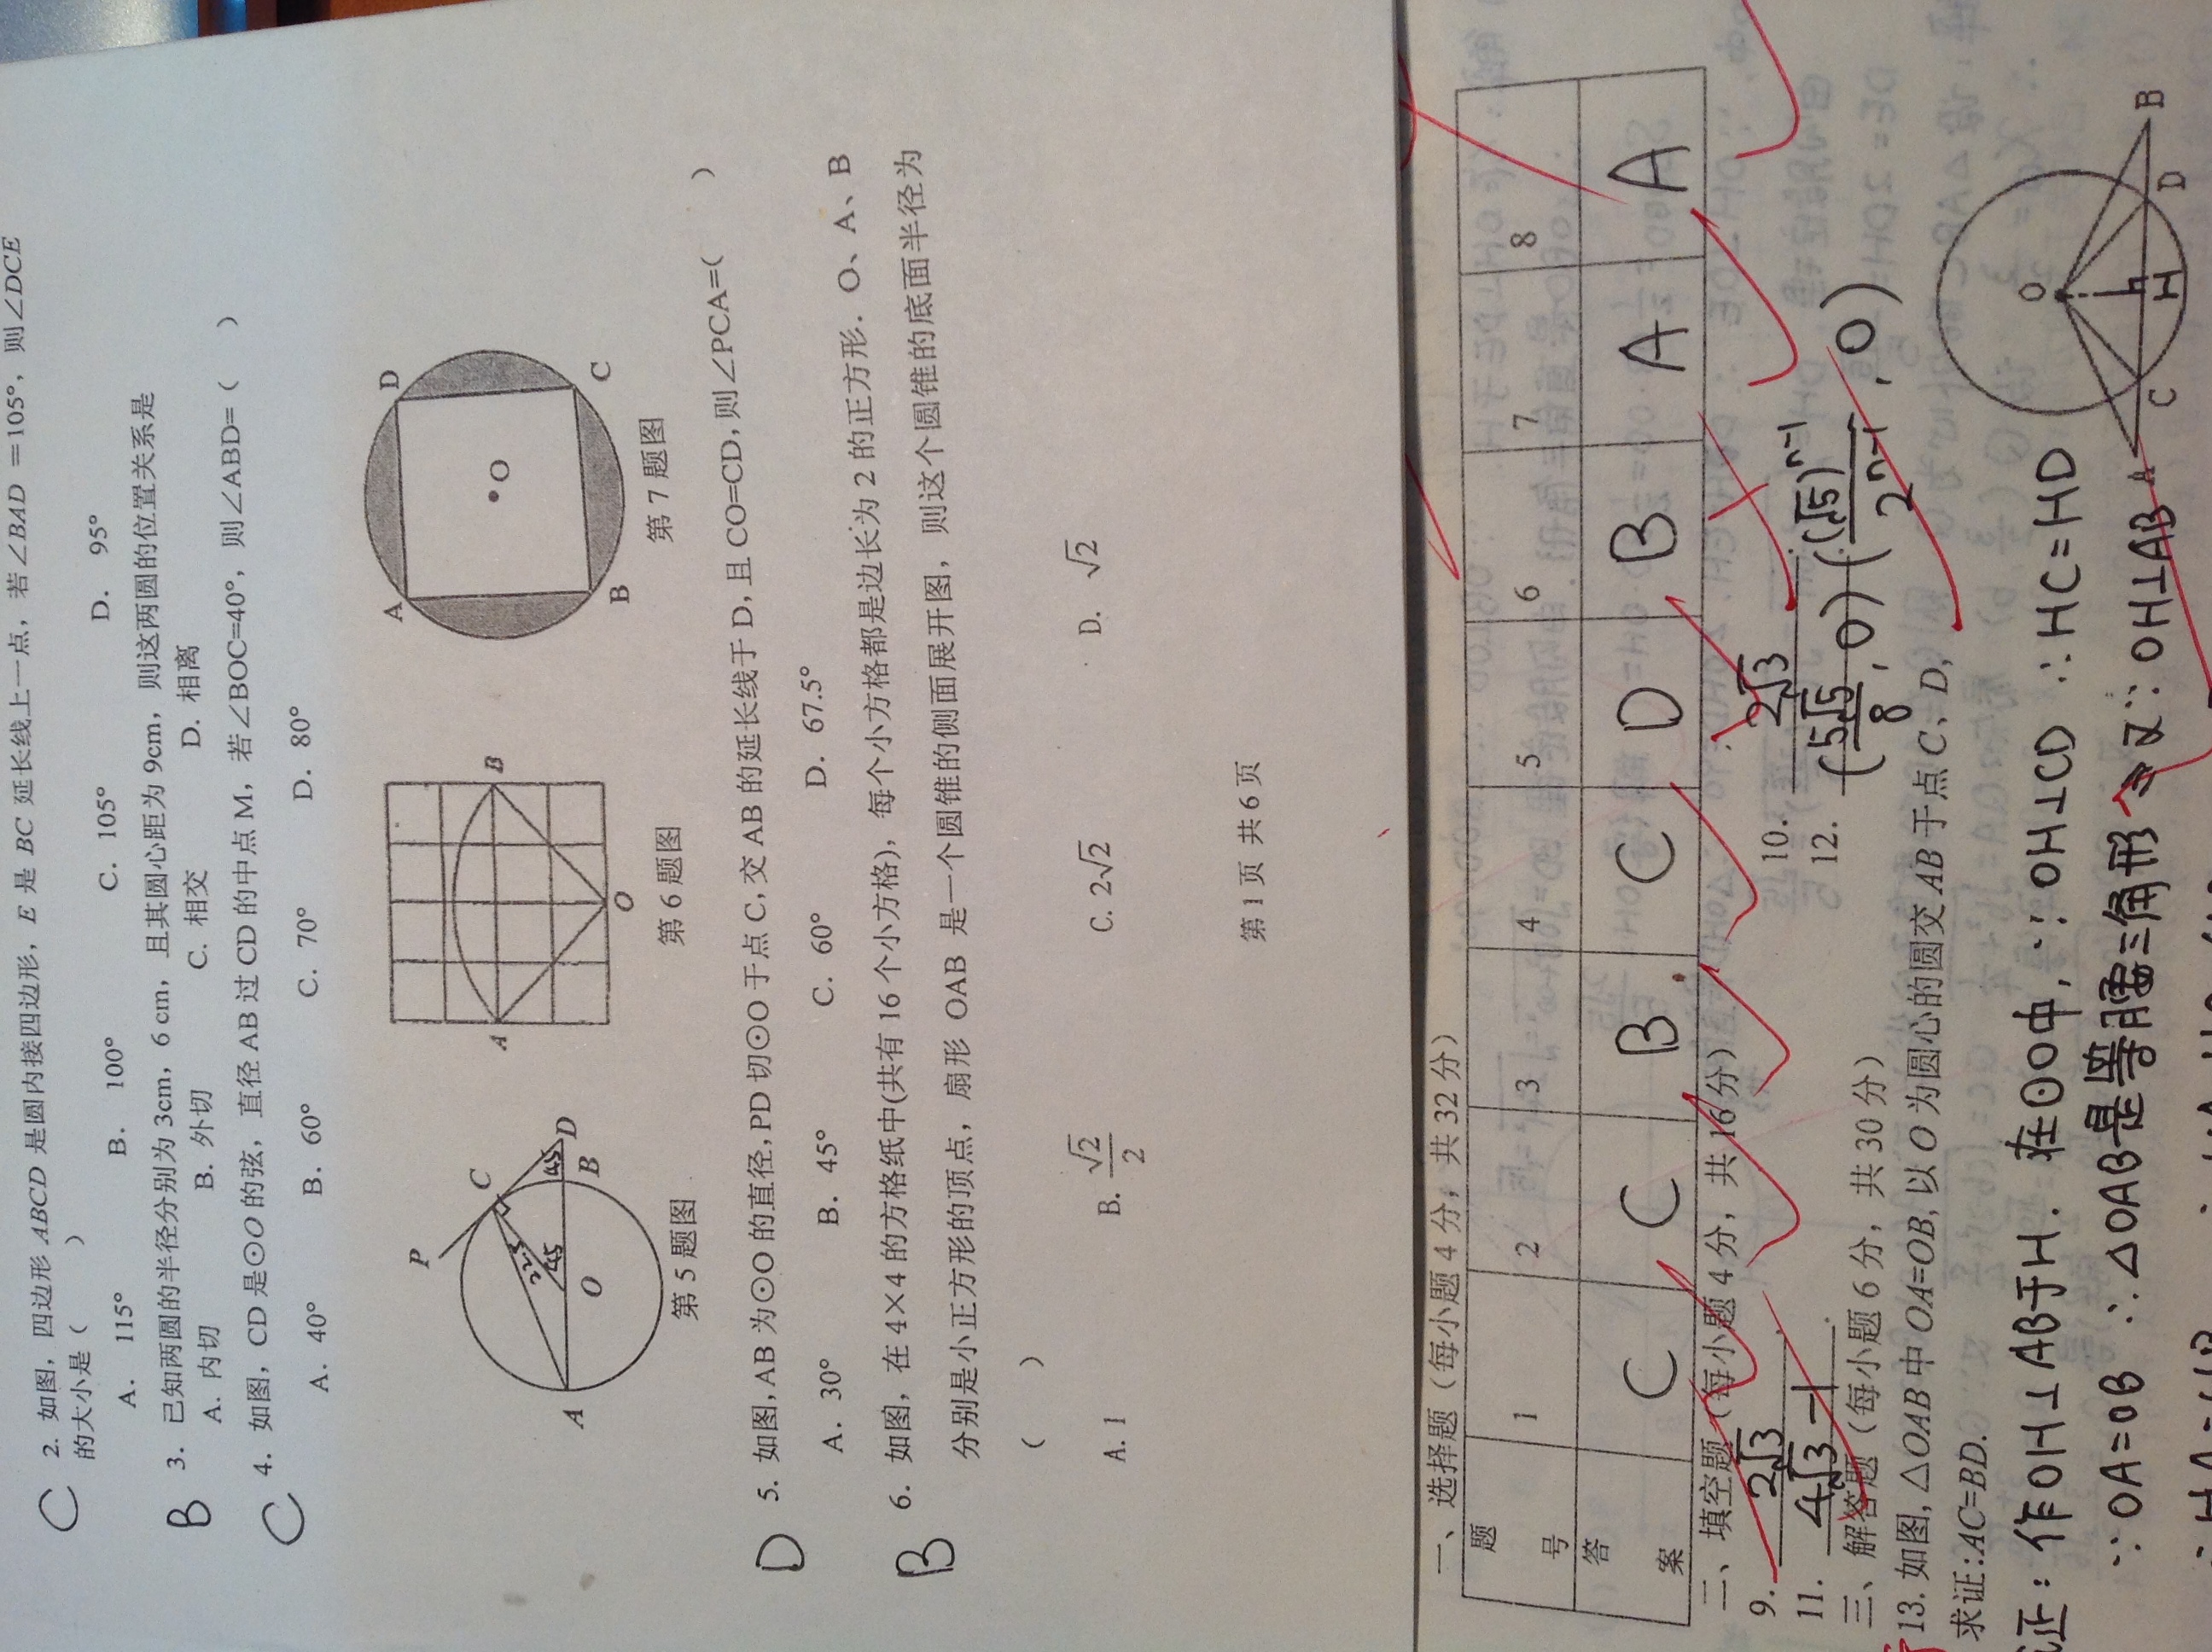 C 2. 如图，四边形 ABCD 是圆内接四边形，E 是 BC 延长线上一点，若∠BAD =105°，则∠DCE
的大小是（ ）
A. 115° B. 100° C. 105° D. 95°
B 3. 已知两圆的半径分别为 3cm，6 cm，且其圆心距为 9cm，则这两圆的位置关系是
A. 内切 B. 外切 C. 相交 D. 相离
C 4. 如图，CD 是⊙O 的弦，直径 AB 过 CD 的中点 M，若∠BOC=40°，则∠ABD=（ ）
A. 40° B. 60° C. 70° D. 80°
P C 22.5 45 45 A O B D
第 5 题图
A B O
第 6 题图
A D O B C
第 7 题图
D 5. 如图,AB 为⊙O 的直径,PD 切⊙O 于点 C,交 AB 的延长线于 D,且 CO=CD,则∠PCA=( )
A. 30° B. 45° C. 60° D. 67.5°
B 6. 如图，在 4×4 的方格纸中(共有 16 个小方格)，每个小方格都是边长为 2 的正方形．O、A、B
分别是小正方形的顶点，扇形 OAB 是一个圆锥的侧面展开图，则这个圆锥的底面半径为
（ ）
A. 1 B. √2/2 C. 2√2 D. √2
第 1 页 共 6 页
一、选择题（每小题 4 分，共 32 分）
题号 1 2 3 4 5 6 7 8
答案 C C B. C D B A A
二、填空题（每小题 4 分，共 16 分）
9. 2√3 . 10. 2√3 .
11. 4√3-1 . 12. (5√5/8, 0) ((√5)^(n-1)/2^(n-1), 0)
三、解答题（每小题 6 分，共 30 分）
13. 如图, △OAB 中 OA=OB, 以 O 为圆心的圆交 AB 于点 C、D,
求证:AC=BD.
证：作OH⊥AB于H. 在⊙O中, ∵ OH⊥CD ∴HC=HD
∵OA=OB ∴△OAB是等腰三角形 又∵OH⊥AB
O A C H D B